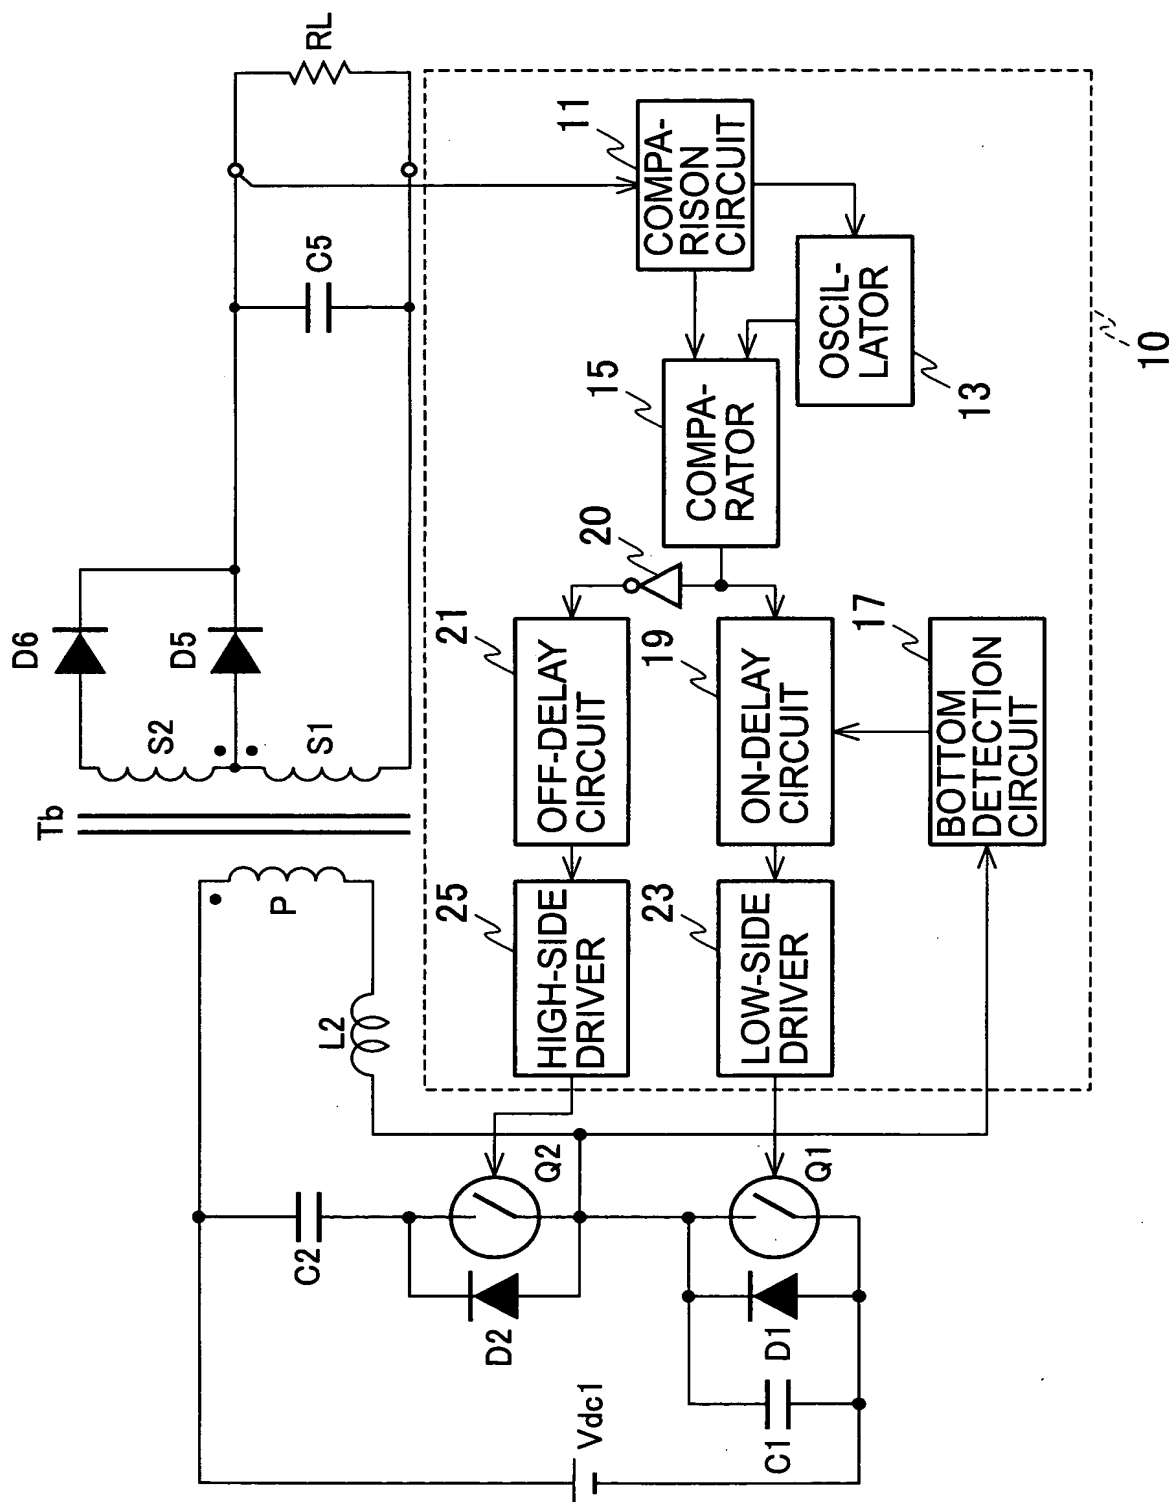 Tb
D6
S2
D5
S1
C5
RL
P
L2
C2
D2
Q2
Vdc1
C1
D1
Q1
25
HIGH-SIDE
DRIVER
21
OFF-DELAY
CIRCUIT
20
23
LOW-SIDE
DRIVER
19
ON-DELAY
CIRCUIT
17
BOTTOM
DETECTION
CIRCUIT
15
COMPA-
RATOR
11
COMPA-
RISON
CIRCUIT
OSCIL-
LATOR
13
10